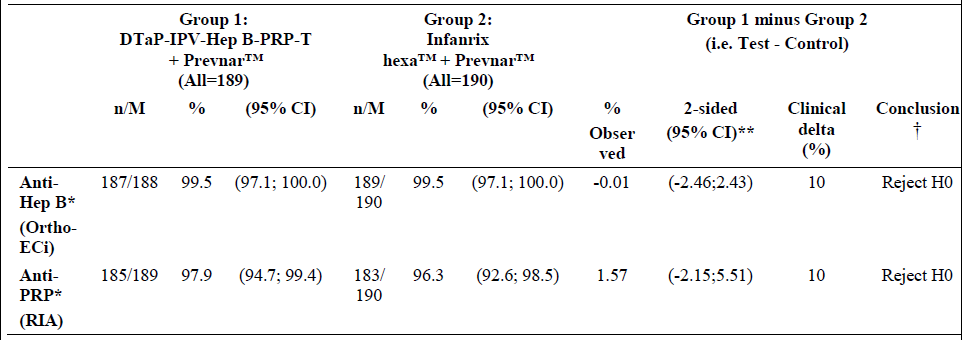 Group 1: Group 2: Group 1 minus Group 2
DTaP-IPV-Hep B-PRP-T Infanrix (i.e. Test - Control)
+ Prevnar™ hexa™ + Prevnar™
(All=189) (All=190)
n/M % (95% CI) n/M % (95% CI) % 2-sided Clinical Conclusion
Obser (95% CI)** delta †
ved (%)
Anti- 187/188 99.5 (97.1; 100.0) 189/ 99.5 (97.1; 100.0) -0.01 (-2.46;2.43) 10 Reject H0
Hep B* 190
(Ortho-
ECi)
Anti- 185/189 97.9 (94.7; 99.4) 183/ 96.3 (92.6; 98.5) 1.57 (-2.15;5.51) 10 Reject H0
PRP* 190
(RIA)